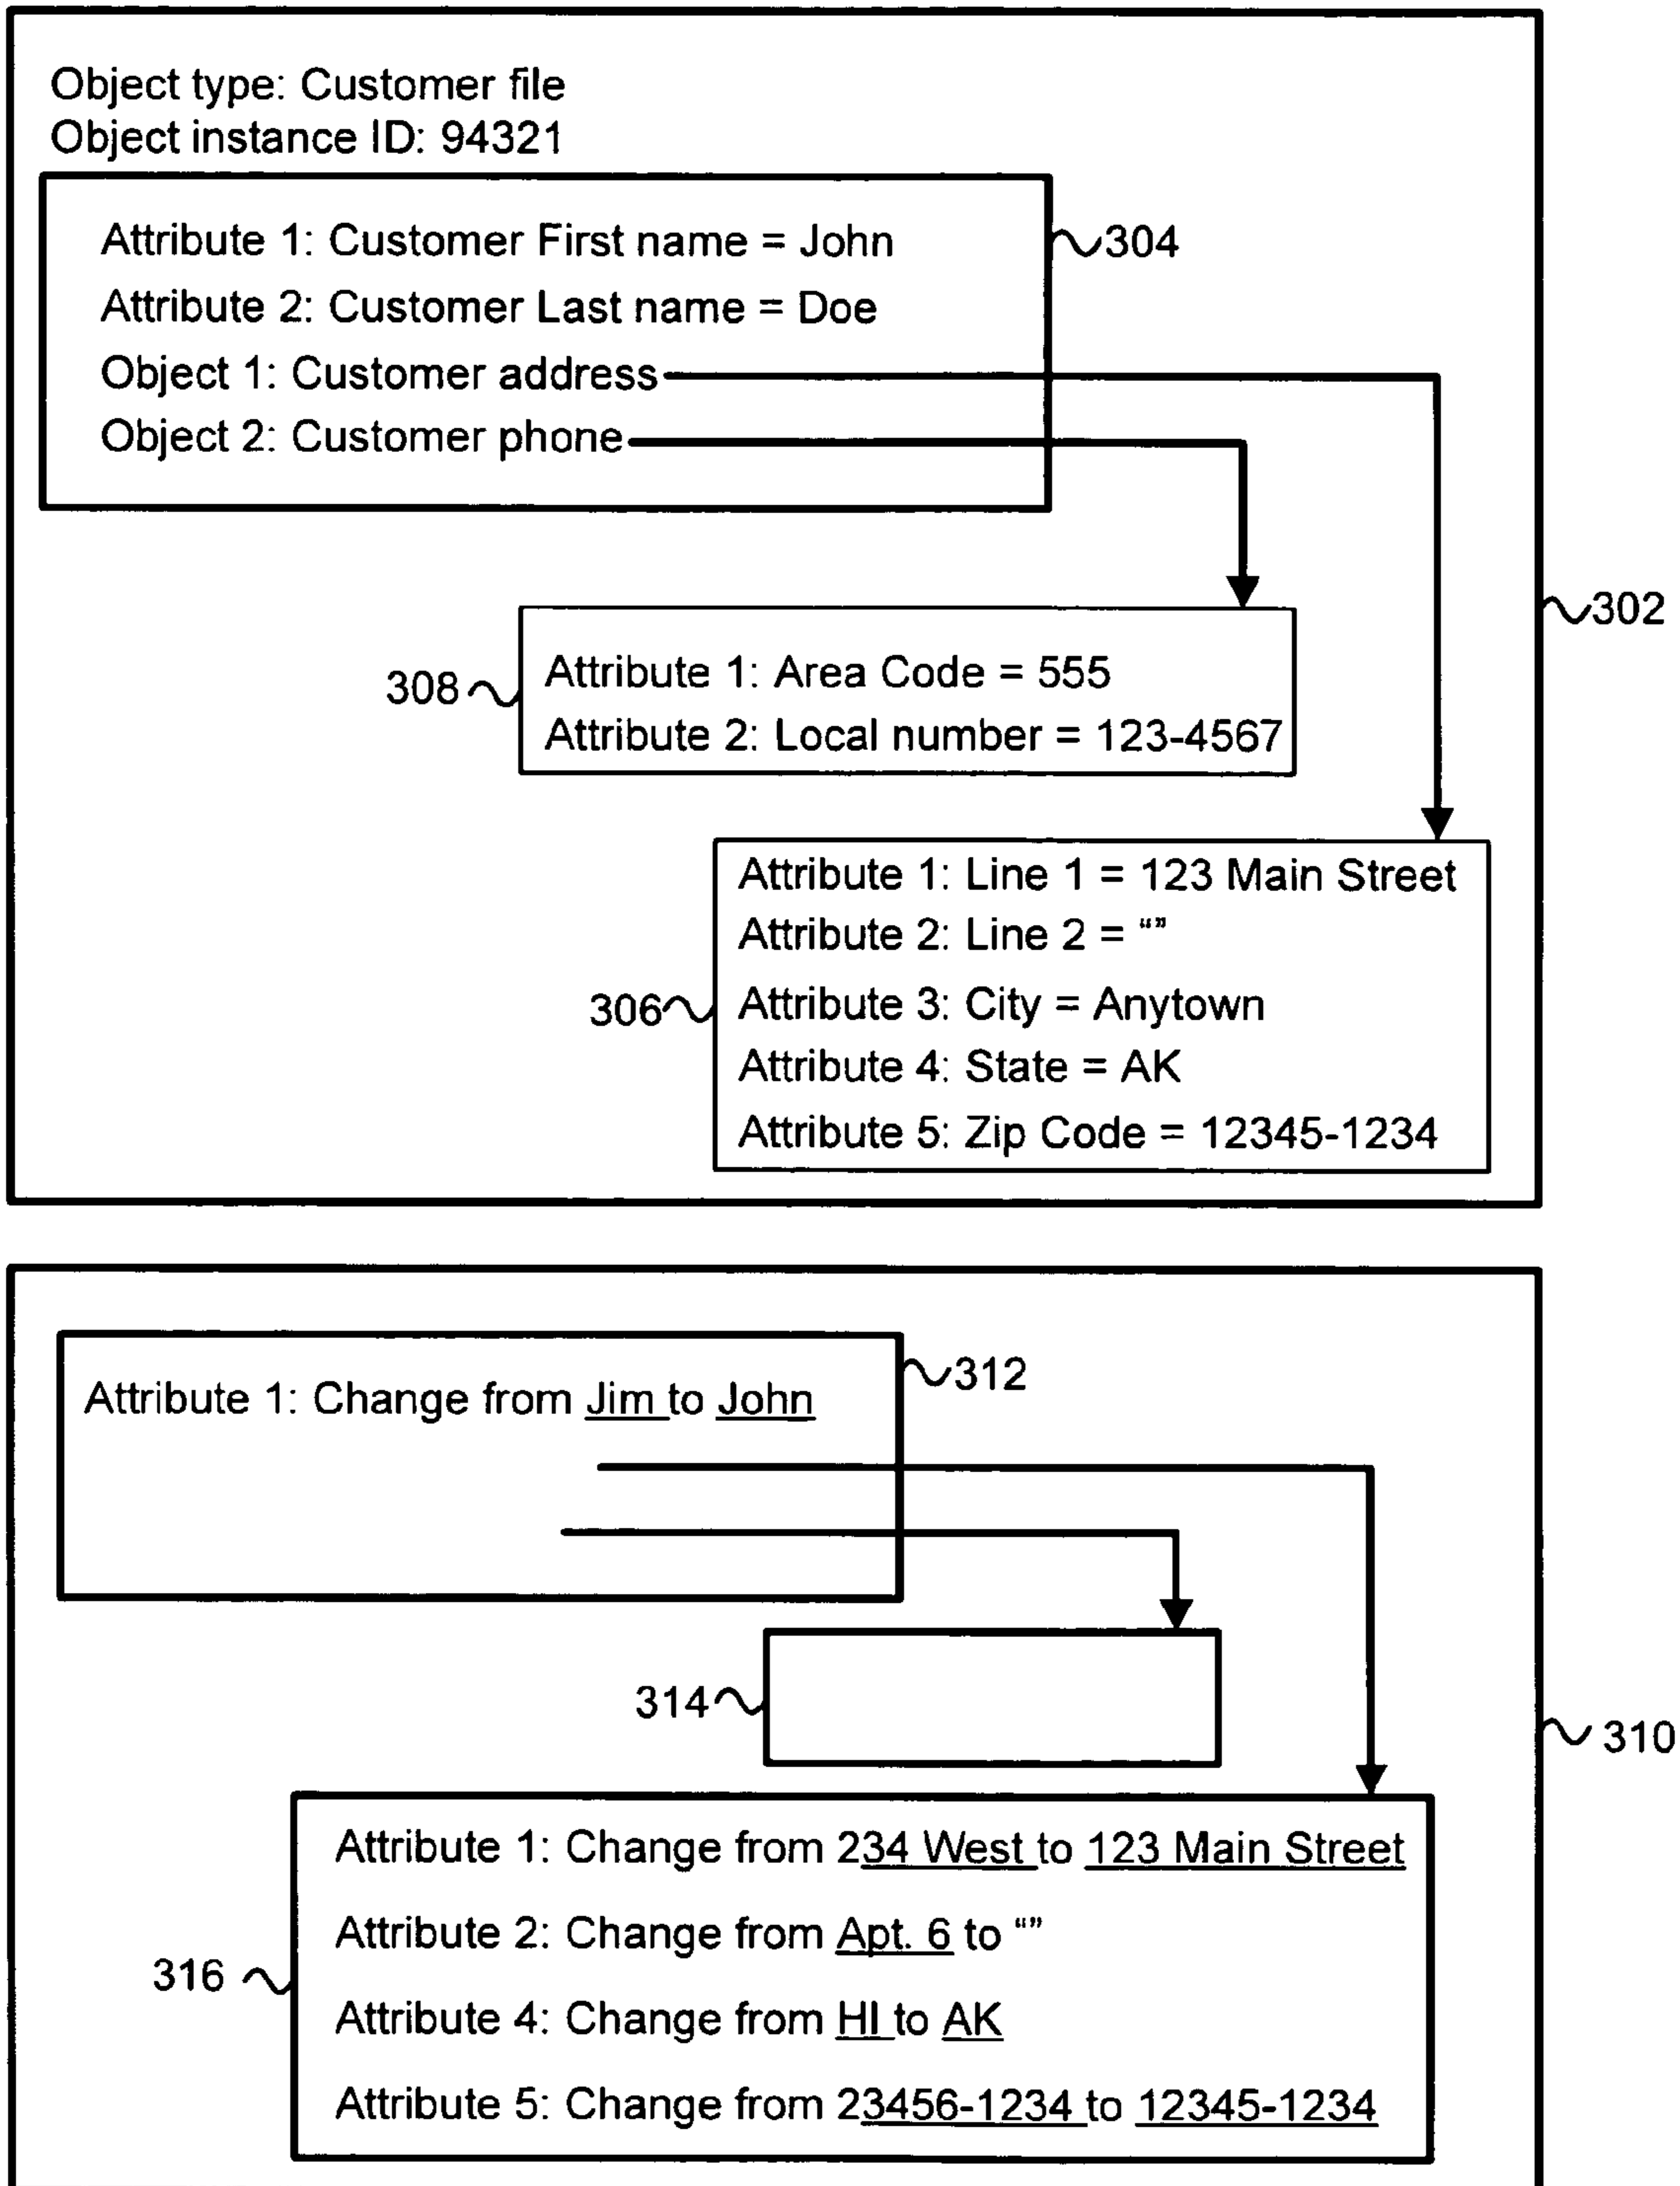 Object type: Customer file
Object instance ID: 94321
Attribute 1: Customer First name = John
304
Attribute 2: Customer Last name = Doe
Object 1: Customer address
Object 2: Customer phone
302
308
Attribute 1: Area Code = 555
Attribute 2: Local number = 123-4567
306
Attribute 1: Line 1 = 123 Main Street
Attribute 2: Line 2 = “”
Attribute 3: City = Anytown
Attribute 4: State = AK
Attribute 5: Zip Code = 12345-1234
312
Attribute 1: Change from Jim to John
314
310
316
Attribute 1: Change from 234 West to 123 Main Street
Attribute 2: Change from Apt. 6 to “”
Attribute 4: Change from HI to AK
Attribute 5: Change from 23456-1234 to 12345-1234